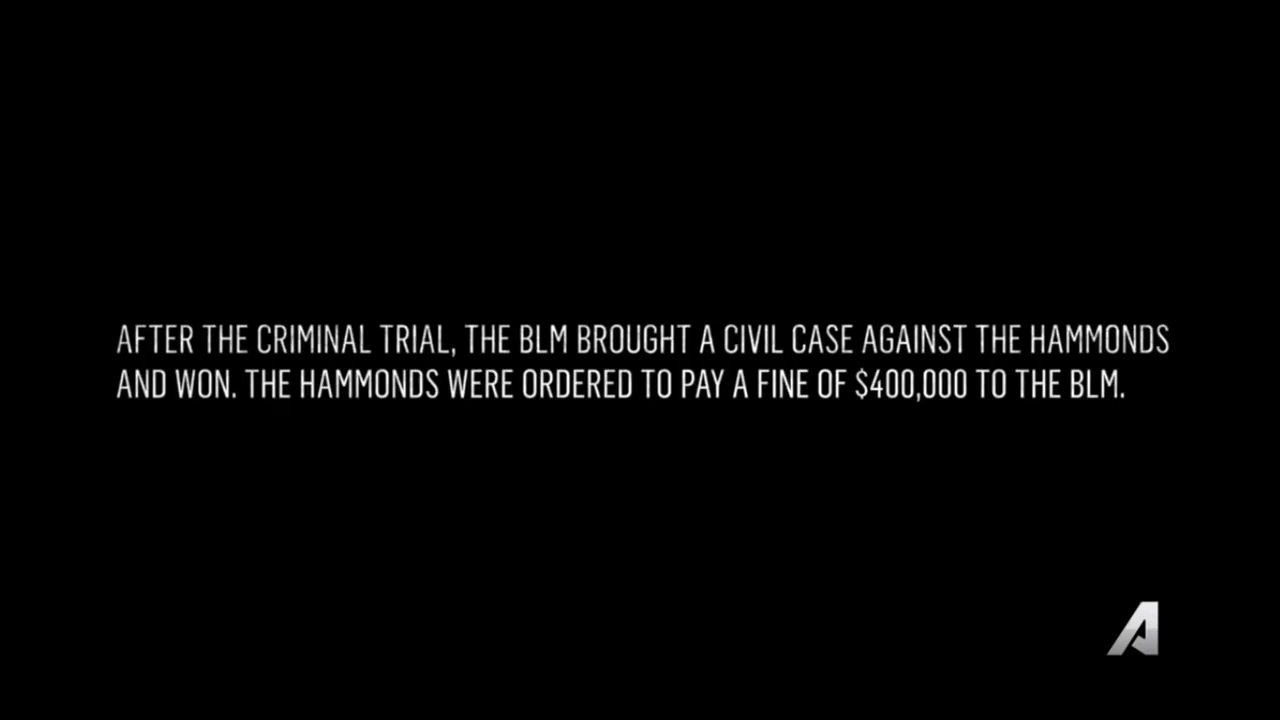 AFTER THE CRIMINAL TRIAL, THE BLM BROUGHT A CIVIL CASE AGAINST THE HAMMONDS
AND WON. THE HAMMONDS WERE ORDERED TO PAY A FINE OF $400,000 TO THE BLM.
A